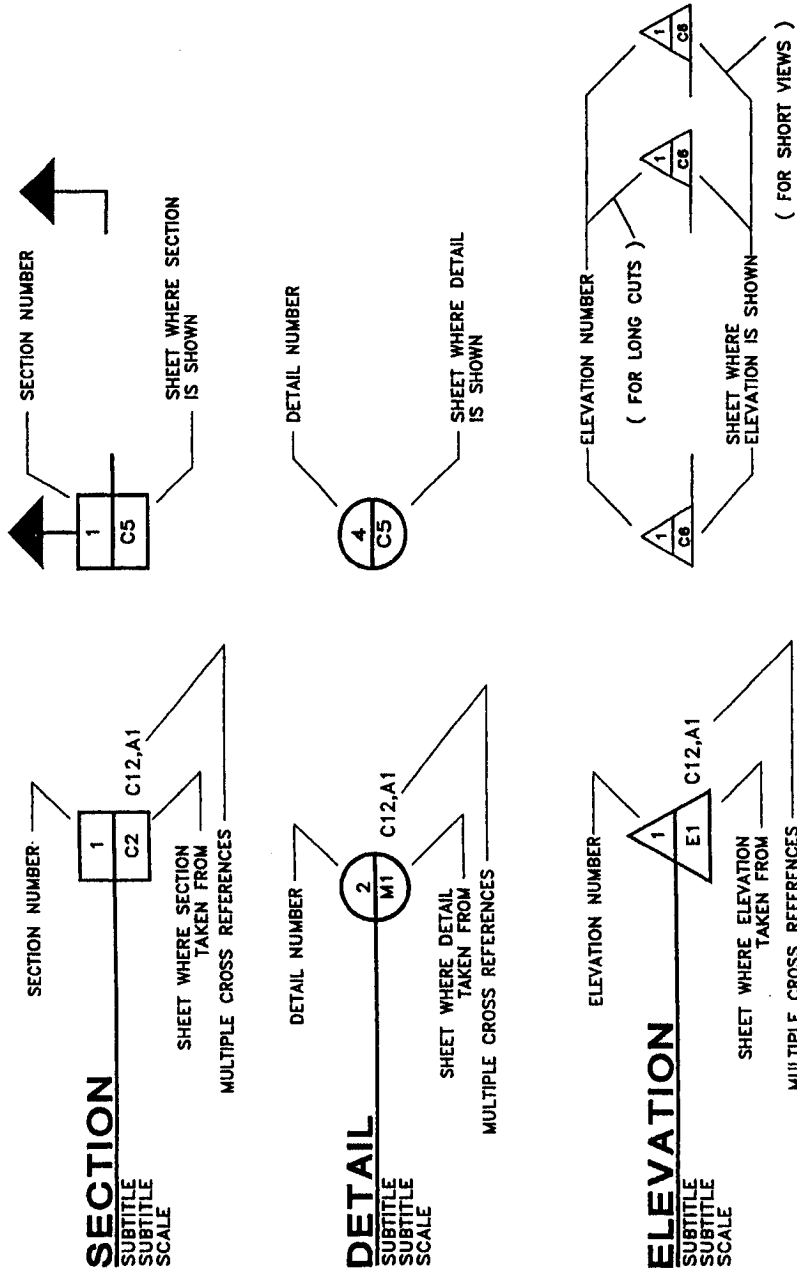 SECTION
SUBTITLE
SUBTITLE
SCALE
SECTION NUMBER
1
C2
C12,A1
SHEET WHERE SECTION
TAKEN FROM
MULTIPLE CROSS REFERENCES
SECTION NUMBER
1
C5
SHEET WHERE SECTION
IS SHOWN
DETAIL
SUBTITLE
SUBTITLE
SCALE
DETAIL NUMBER
2
M1
C12,A1
SHEET WHERE DETAIL
TAKEN FROM
MULTIPLE CROSS REFERENCES
DETAIL NUMBER
4
C5
SHEET WHERE DETAIL
IS SHOWN
ELEVATION
SUBTITLE
SUBTITLE
SCALE
ELEVATION NUMBER
1
E1
C12,A1
SHEET WHERE ELEVATION
TAKEN FROM
MULTIPLE CROSS REFERENCES
ELEVATION NUMBER
1
C6
( FOR LONG CUTS )
SHEET WHERE
ELEVATION IS SHOWN
1
C6
1
C6
( FOR SHORT VIEWS )